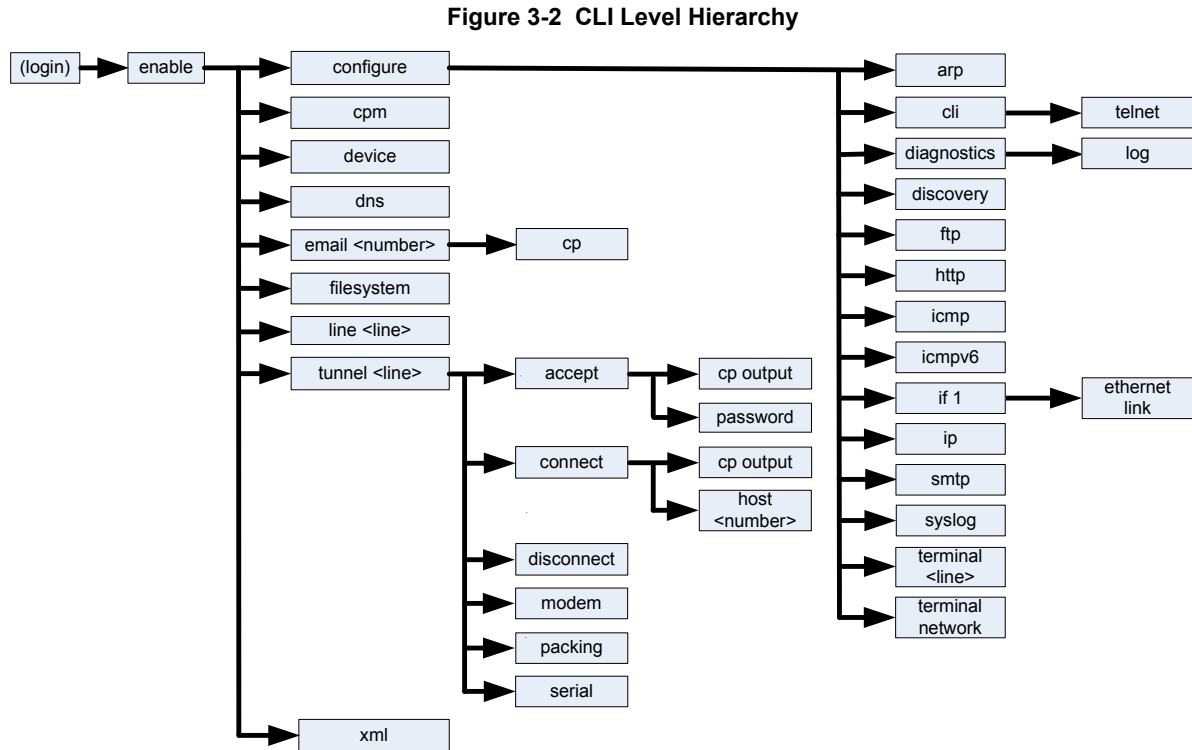 Figure 3-2 CLI Level Hierarchy
(login)
enable
configure
cpm
device
dns
email <number>
cp
filesystem
line <line>
tunnel <line>
accept
cp output
password
connect
cp output
host
<number>
disconnect
modem
packing
serial
xml
arp
cli
telnet
diagnostics
log
discovery
ftp
http
icmp
icmpv6
if 1
ethernet
link
ip
smtp
syslog
terminal
<line>
terminal
network